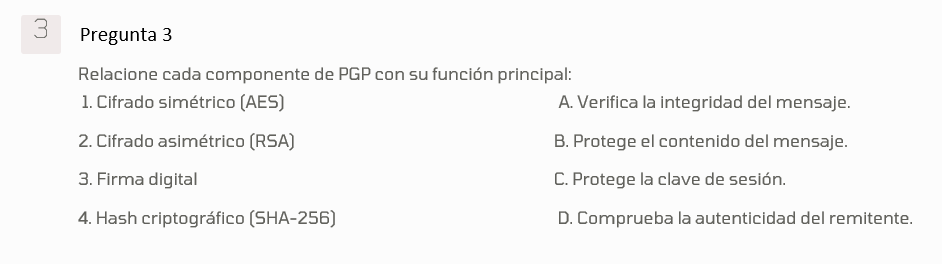 3 Pregunta 3
Relacione cada componente de PGP con su función principal:
1. Cifrado simétrico (AES) A. Verifica la integridad del mensaje.
2. Cifrado asimétrico (RSA) B. Protege el contenido del mensaje.
3. Firma digital C. Protege la clave de sesión.
4. Hash criptográfico (SHA-256) D. Comprueba la autenticidad del remitente.